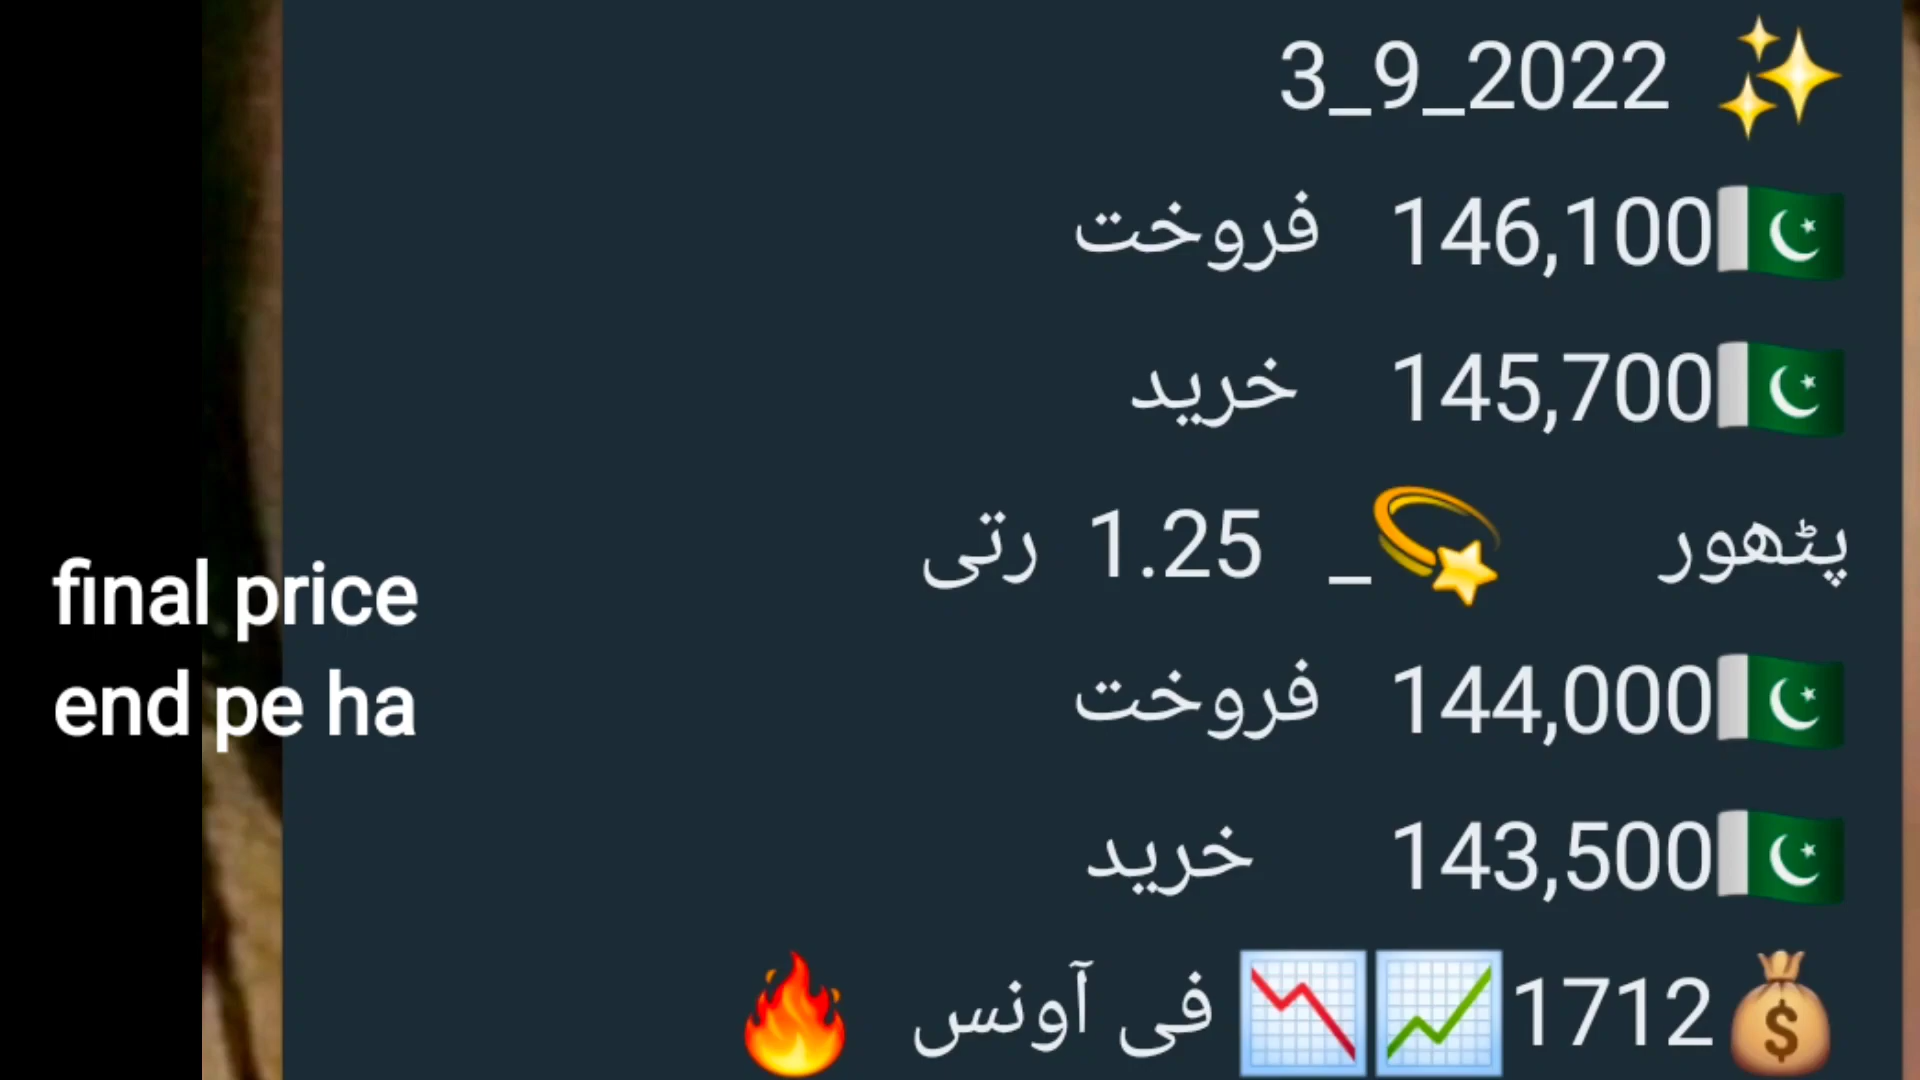 ✨ 3_9_2022
🇵🇰146,100 فروخت
🇵🇰145,700 خرید
پٹھور 💫_ 1.25 رتی
🇵🇰144,000 فروخت
🇵🇰143,500 خرید
💰1712📈📉 فی آونس 🔥
final price
end pe ha